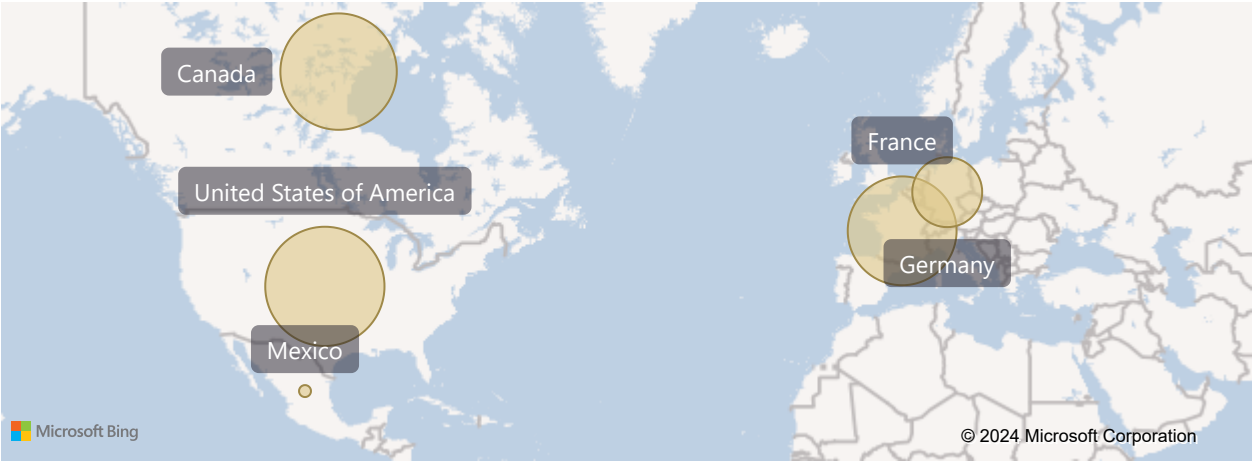 Canada
France
United States of America
Germany
Mexico
Microsoft Bing
© 2024 Microsoft Corporation